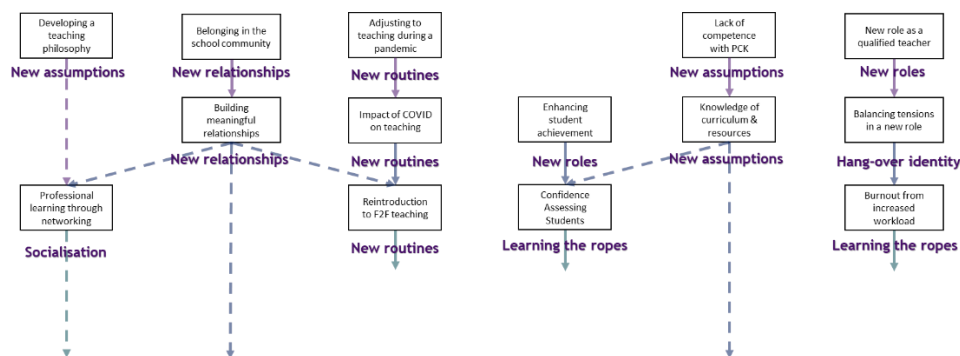 Developing a
teaching
philosophy
Belonging in the
school community
Adjusting to
teaching during a
pandemic
Lack of
competence
with PCK
New role as a
qualified teacher
New assumptions
New relationships
New routines
New assumptions
New roles
Building
meaningful
relationships
Impact of COVID
on teaching
Enhancing
student
achievement
Knowledge of
curriculum &
resources
Balancing tensions
in a new role
New relationships
New routines
New roles
New assumptions
Hang-over identity
Professional
learning through
networking
Reintroduction
to F2F teaching
Confidence
Assessing
Students
Burnout from
increased
workload
Socialisation
New routines
Learning the ropes
Learning the ropes